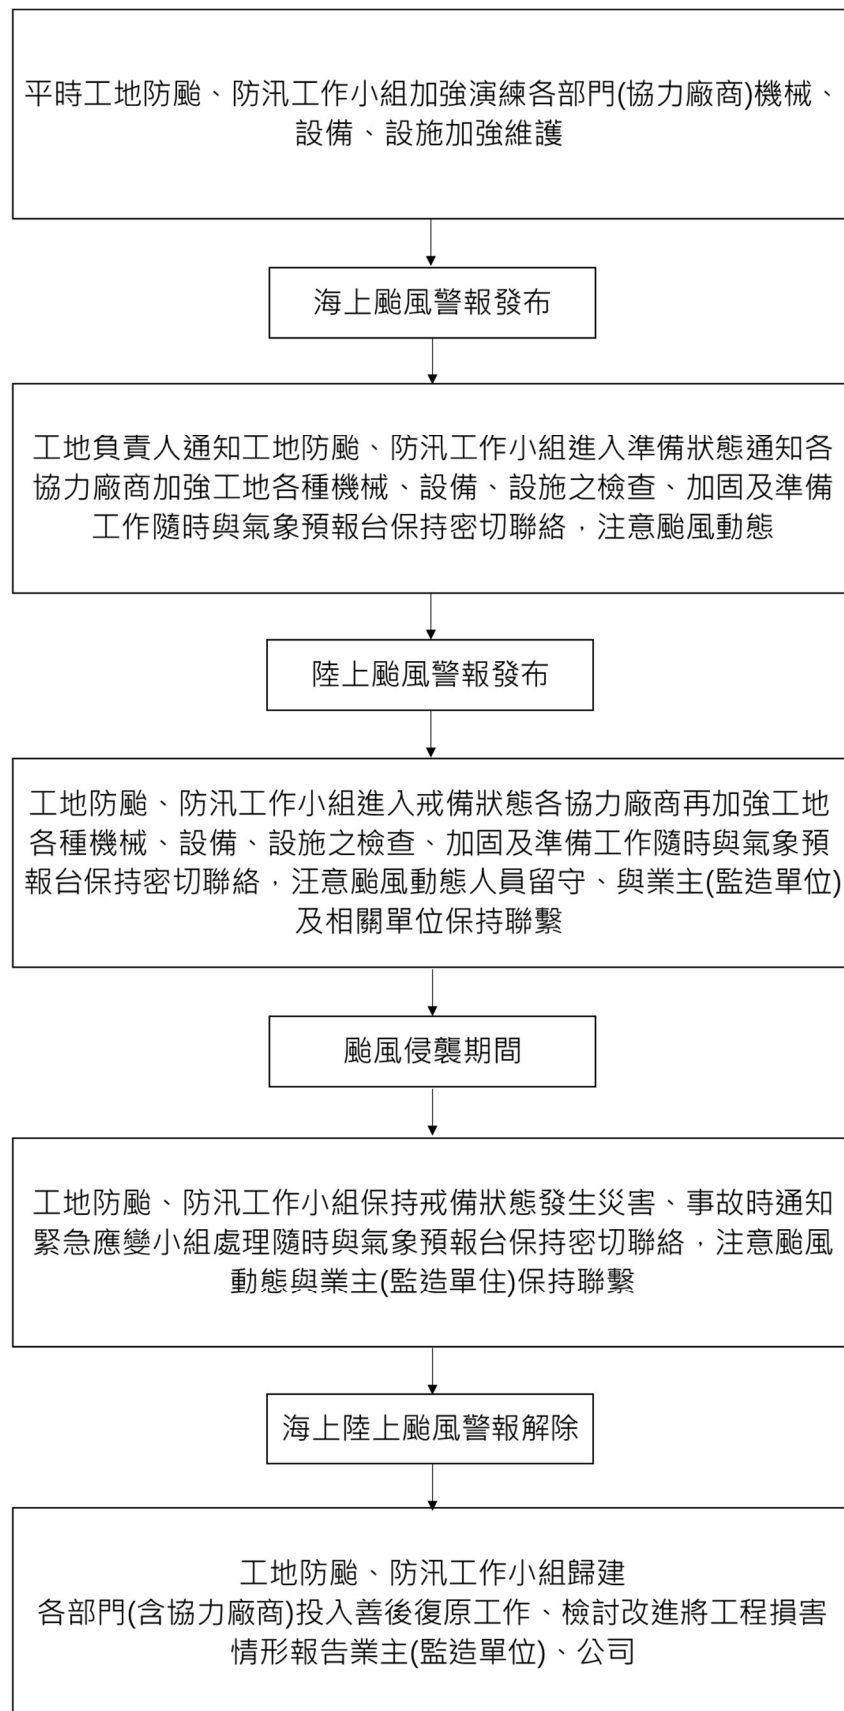 平時工地防颱、防汛工作小組加強演練各部門(協力廠商)機械、
設備、設施加強維護
海上颱風警報發布
工地負責人通知工地防颱、防汛工作小組進入準備狀態通知各
協力廠商加強工地各種機械、設備、設施之檢查、加固及準備
工作隨時與氣象預報台保持密切聯絡，注意颱風動態
陸上颱風警報發布
工地防颱、防汛工作小組進入戒備狀態各協力廠商再加強工地
各種機械、設備、設施之檢查、加固及準備工作隨時與氣象預
報台保持密切聯絡，汪意颱風動態人員留守、與業主(監造單位)
及相關單位保持聯繫
颱風侵襲期間
工地防颱、防汛工作小組保持戒備狀態發生災害、事故時通知
緊急應變小組處理隨時與氣象預報台保持密切聯絡，注意颱風
動態與業主(監造單住)保持聯繫
海上陸上颱風警報解除
工地防颱、防汛工作小組歸建
各部門(含協力廠商)投入善後復原工作、檢討改進將工程損害
情形報告業主(監造單位)、公司